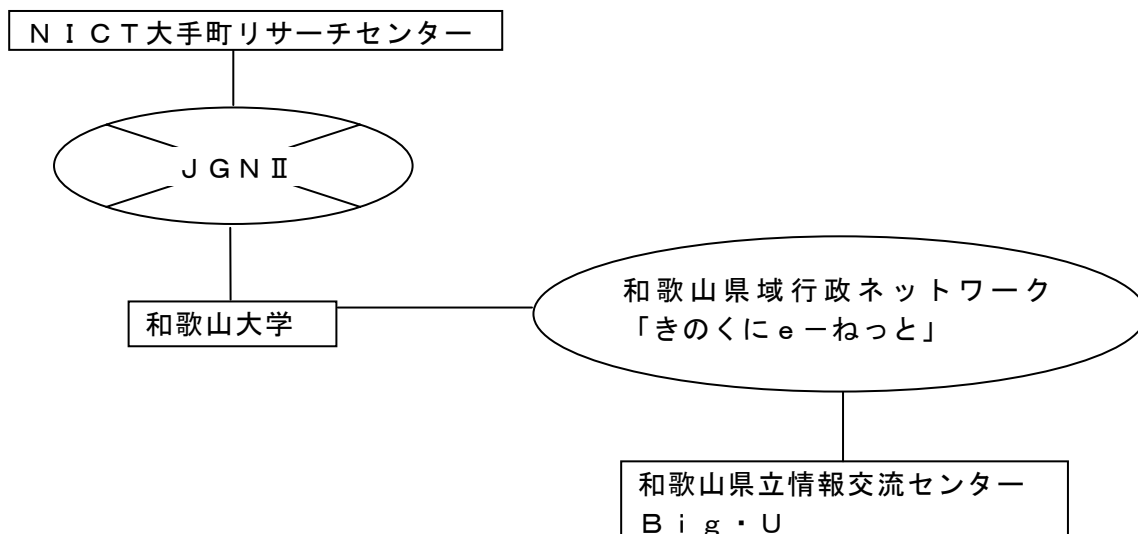 ＮＩＣＴ大手町リサーチセンター
ＪＧＮⅡ
和歌山大学
和歌山県域行政ネットワーク
「きのくにｅ－ねっと」
和歌山県立情報交流センター
Ｂｉｇ・Ｕ